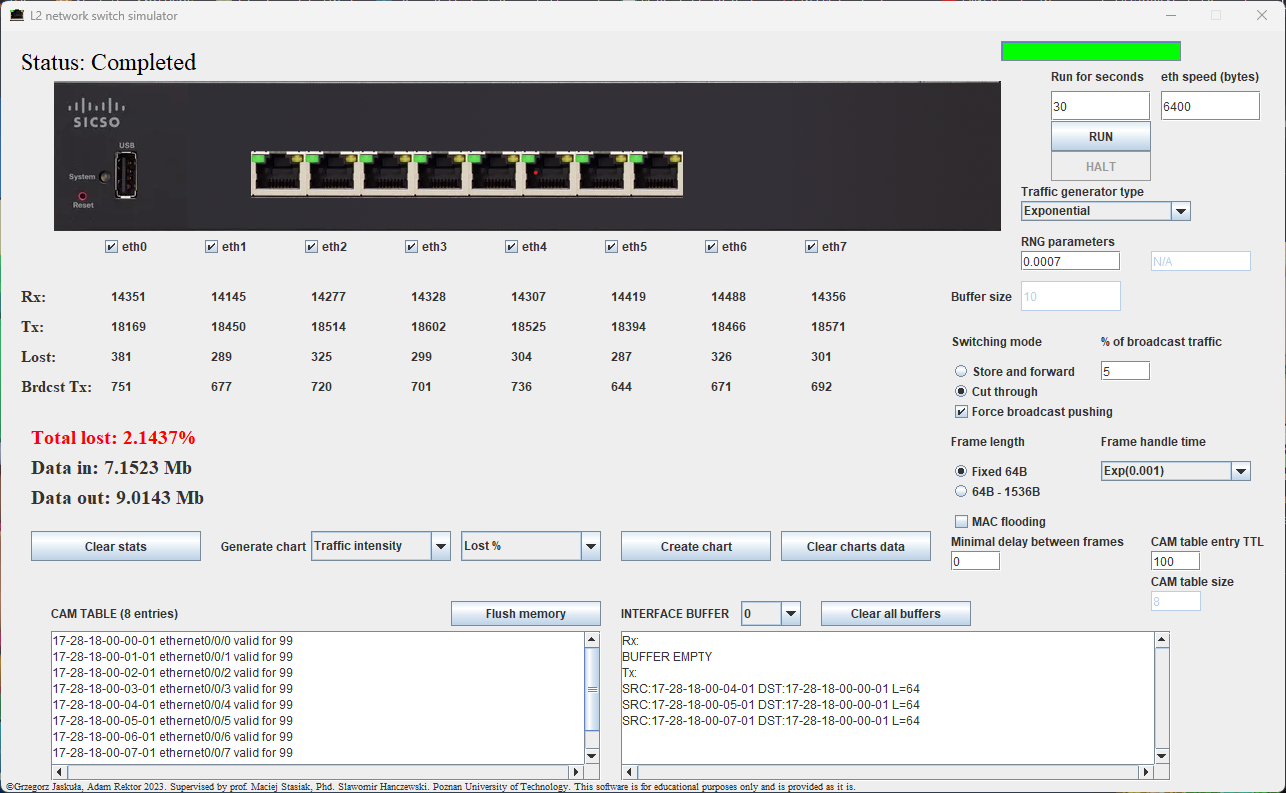 L2 network switch simulator
Status: Completed
Run for seconds eth speed (bytes)
30 6400
RUN
HALT
SICSO
USB
System
Reset
Traffic generator type
Exponential
eth0 eth1 eth2 eth3 eth4 eth5 eth6 eth7
RNG parameters
0.0007 N/A
Rx: 14351 14145 14277 14328 14307 14419 14488 14356
Buffer size 10
Tx: 18169 18450 18514 18602 18525 18394 18466 18571
Lost: 381 289 325 299 304 287 326 301
Brdcst Tx: 751 677 720 701 736 644 671 692
Switching mode % of broadcast traffic
Store and forward 5
Cut through
Force broadcast pushing
Total lost: 2.1437%
Data in: 7.1523 Mb
Data out: 9.0143 Mb
Frame length Frame handle time
Fixed 64B Exp(0.001)
64B - 1536B
MAC flooding
Minimal delay between frames CAM table entry TTL
0 100
CAM table size
8
Clear stats Generate chart Traffic intensity Lost % Create chart Clear charts data
CAM TABLE (8 entries) Flush memory INTERFACE BUFFER 0 Clear all buffers
17-28-18-00-00-01 ethernet0/0/0 valid for 99
17-28-18-00-01-01 ethernet0/0/1 valid for 99
17-28-18-00-02-01 ethernet0/0/2 valid for 99
17-28-18-00-03-01 ethernet0/0/3 valid for 99
17-28-18-00-04-01 ethernet0/0/4 valid for 99
17-28-18-00-05-01 ethernet0/0/5 valid for 99
17-28-18-00-06-01 ethernet0/0/6 valid for 99
17-28-18-00-07-01 ethernet0/0/7 valid for 99
Rx:
BUFFER EMPTY
Tx:
SRC:17-28-18-00-04-01 DST:17-28-18-00-00-01 L=64
SRC:17-28-18-00-05-01 DST:17-28-18-00-00-01 L=64
SRC:17-28-18-00-07-01 DST:17-28-18-00-00-01 L=64
©Grzegorz Jaskuła, Adam Rektor 2023. Supervised by prof. Maciej Stasiak, Phd. Slawomir Hanczewski. Poznan University of Technology. This software is for educational purposes only and is provided as it is.